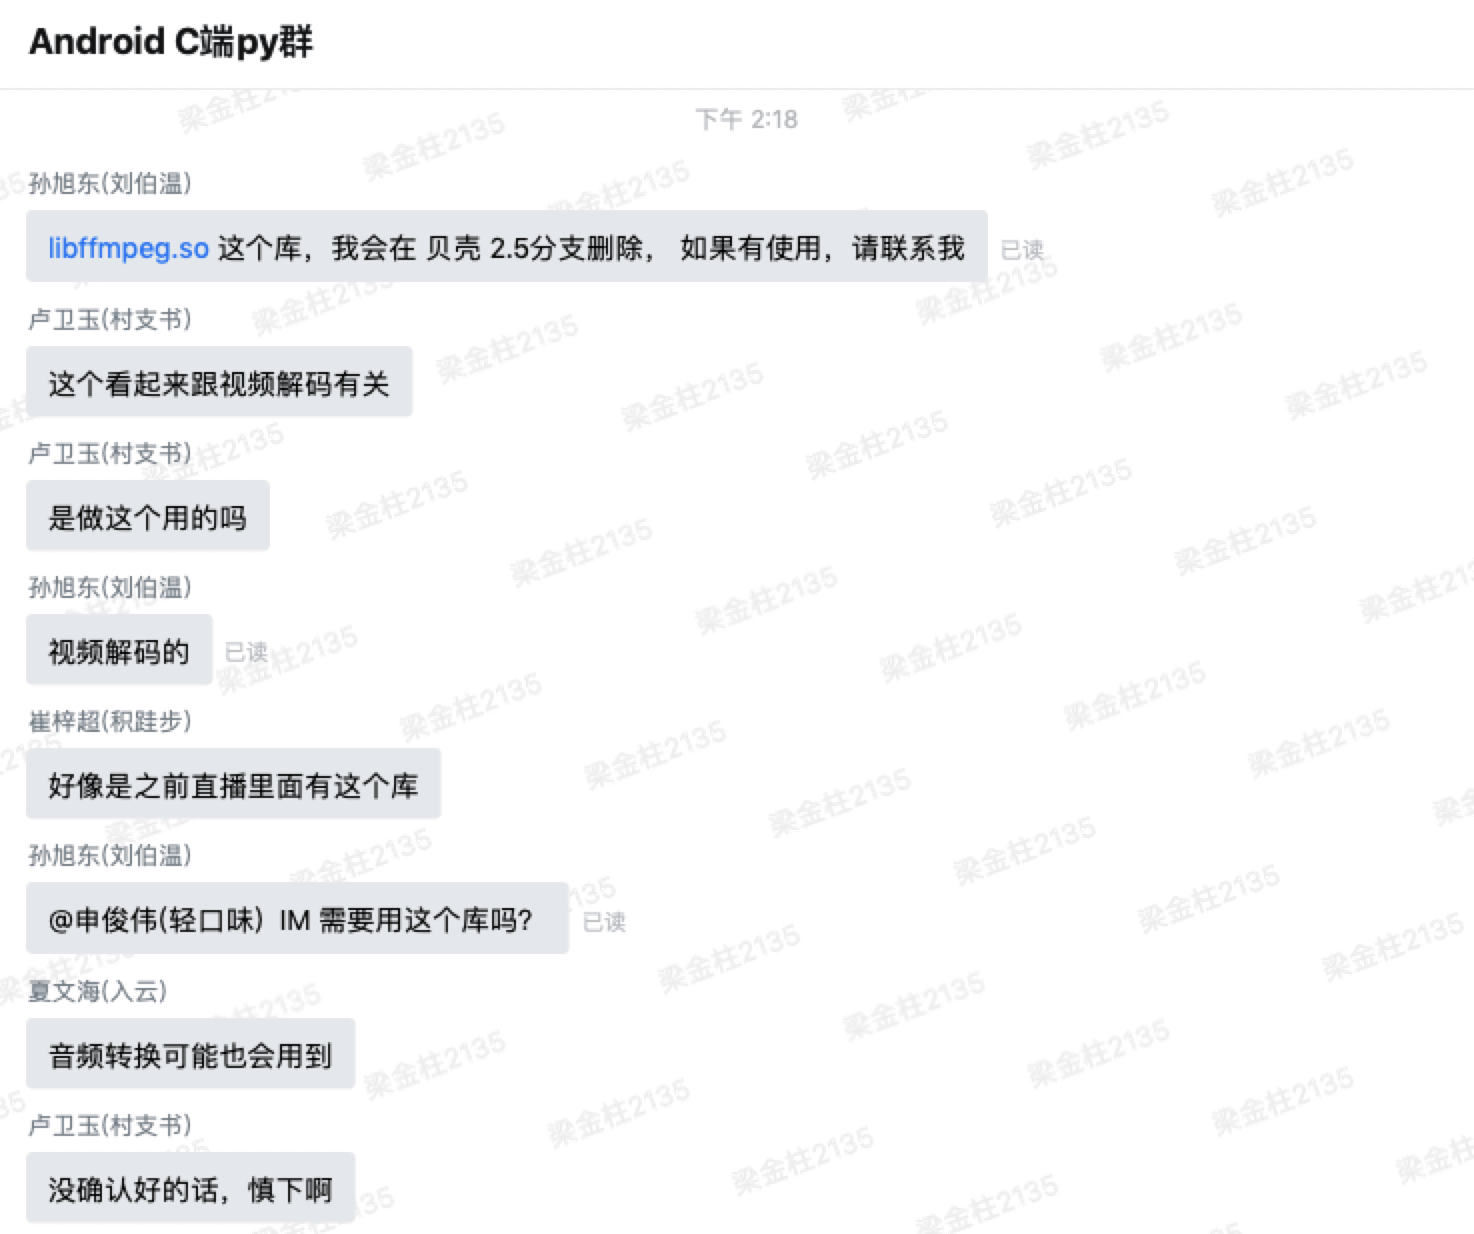 Android C端py群
下午 2:18
孙旭东(刘伯温)
libffmpeg.so 这个库，我会在 贝壳 2.5分支删除， 如果有使用，请联系我
已读
卢卫玉(村支书)
这个看起来跟视频解码有关
卢卫玉(村支书)
是做这个用的吗
孙旭东(刘伯温)
视频解码的
已读
崔梓超(积跬步)
好像是之前直播里面有这个库
孙旭东(刘伯温)
@申俊伟(轻口味) IM 需要用这个库吗?
已读
夏文海(入云)
音频转换可能也会用到
卢卫玉(村支书)
没确认好的话，慎下啊
梁金柱2135